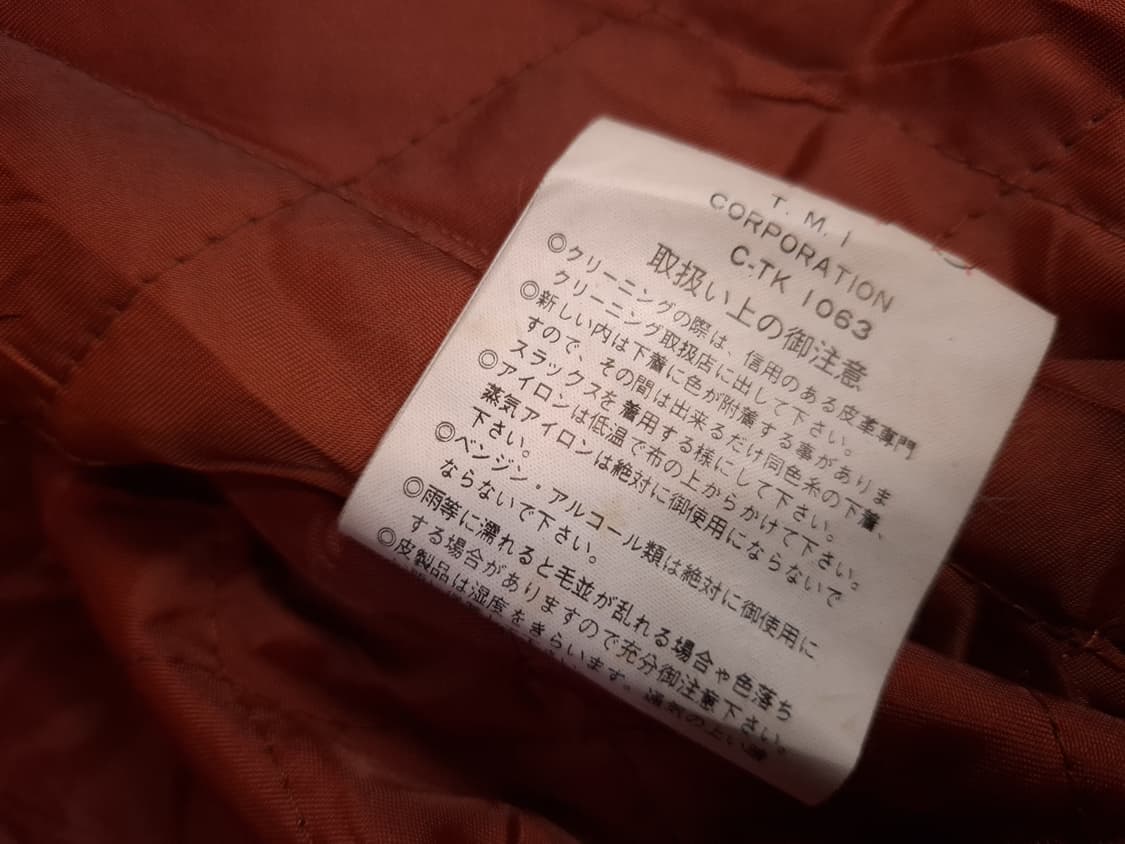 T. M. I
CORPORATION
C-TK 1063
取扱い上の御注意
◎クリーニングの際は、信用のある皮革専門
クリーニング取扱店に出して下さい。
◎新しい内は下着に色が附着する事がありま
すので、その間は出来るだけ同色系の下着、
スラックスを着用する様にして下さい。
◎アイロンは低温で布の上からかけて下さい。
蒸気アイロンは絶対に御使用にならないで
下さい。
◎ベンジン・アルコール類は絶対に御使用に
ならないで下さい。
◎雨等に濡れると毛並が乱れる場合や色落ち
する場合がありますので充分御注意下さい。
◎皮製品は湿度をきらいます。通気の上い